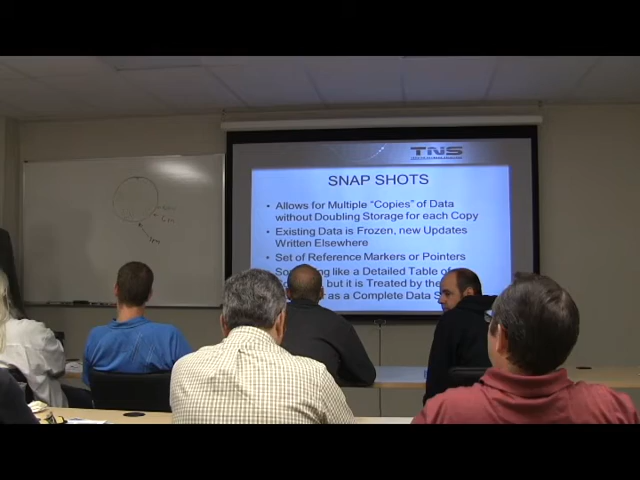 TNS
SNAP SHOTS
• Allows for Multiple “Copies” of Data
without Doubling Storage for each Copy
• Existing Data is Frozen, new Updates
Written Elsewhere
• Set of Reference Markers or Pointers
like a Detailed Table of
but it is Treated by the
as a Complete Data